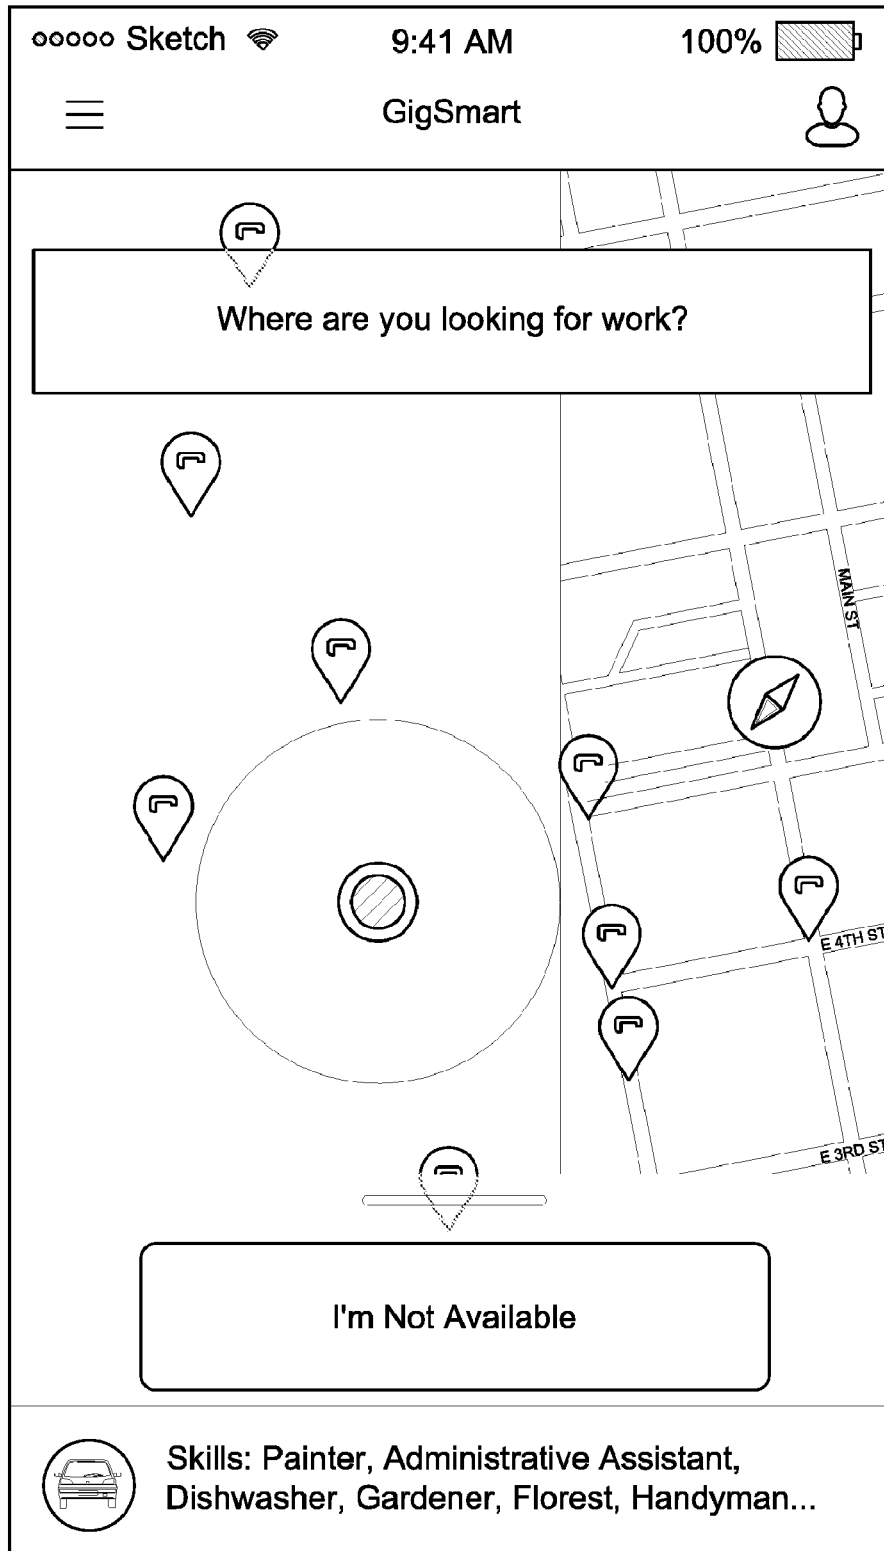 Sketch 9:41 AM 100%
GigSmart
Where are you looking for work?
MAIN ST
E 4TH ST
E 3RD ST
I'm Not Available
Skills: Painter, Administrative Assistant,
Dishwasher, Gardener, Florest, Handyman...